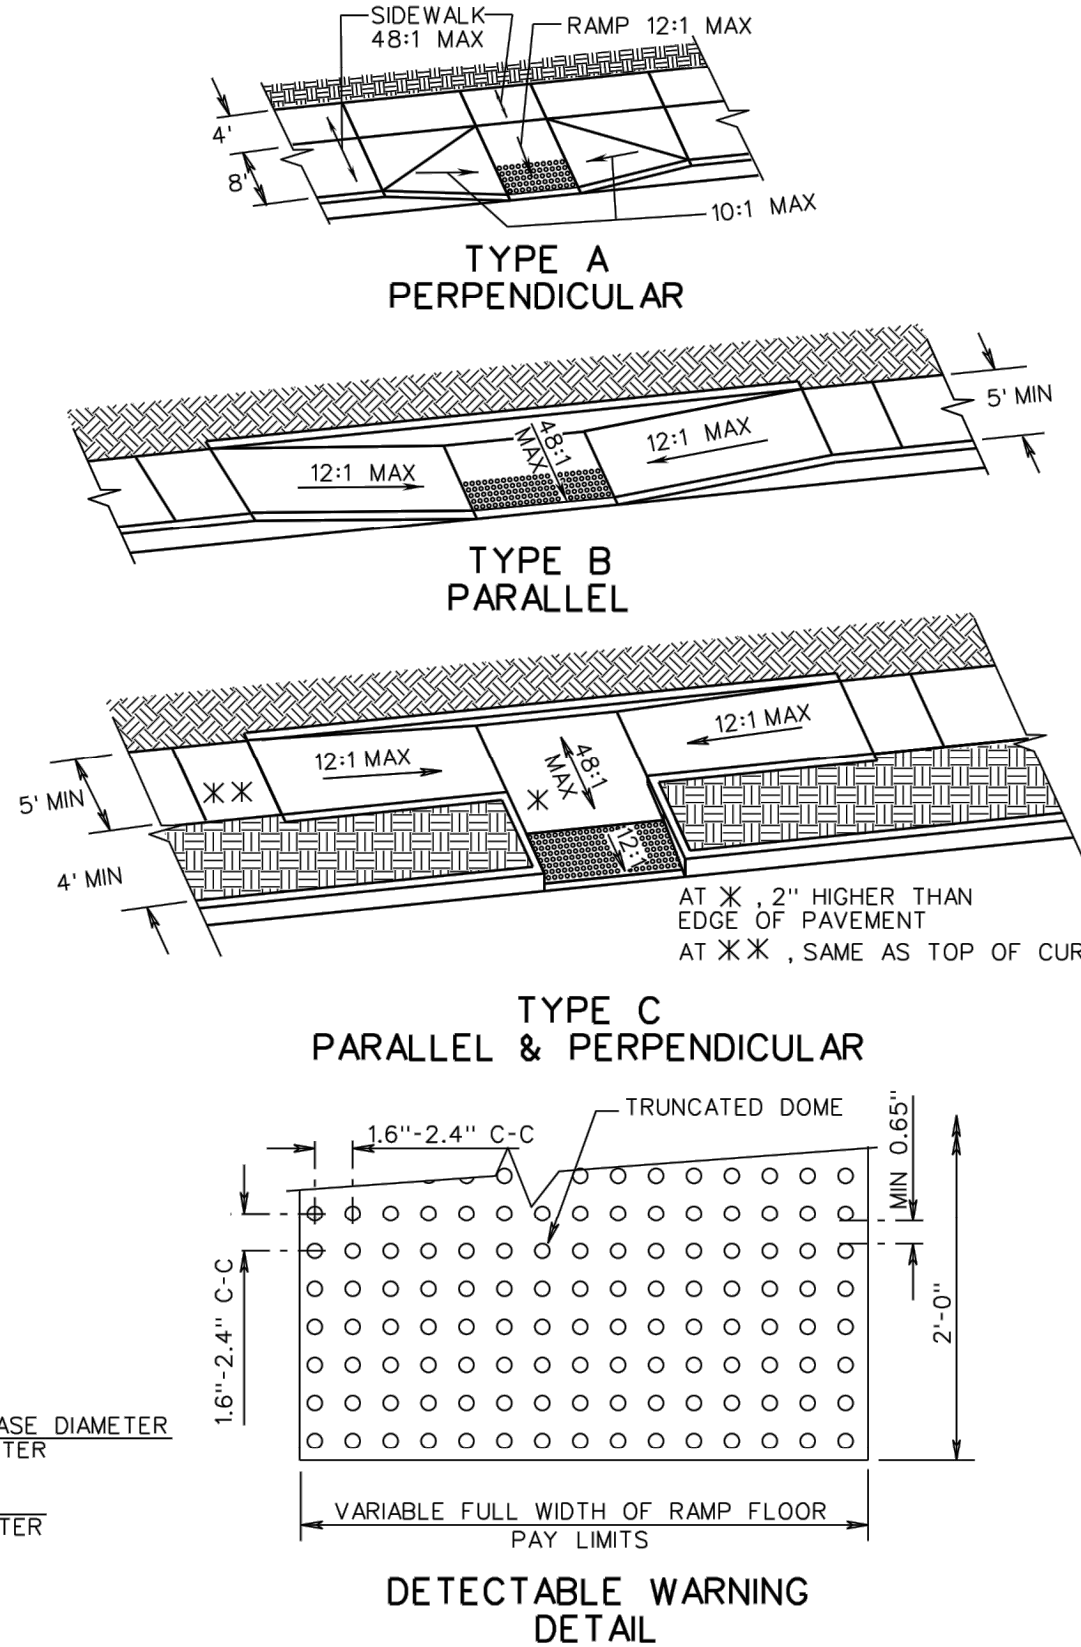 SIDEWALK
48:1 MAX
RAMP 12:1 MAX
4'
8'
10:1 MAX
TYPE A
PERPENDICULAR
5' MIN
48:1
MAX
12:1 MAX
12:1 MAX
TYPE B
PARALLEL
12:1 MAX
12:1 MAX
48:1
MAX
5' MIN
12:1
4' MIN
AT * , 2" HIGHER THAN
EDGE OF PAVEMENT
AT ** , SAME AS TOP OF CUR
TYPE C
PARALLEL & PERPENDICULAR
TRUNCATED DOME
1.6"-2.4" C-C
MIN 0.65"
1.6"-2.4" C-C
2'-0"
ASE DIAMETER
TER
TER
VARIABLE FULL WIDTH OF RAMP FLOOR
PAY LIMITS
DETECTABLE WARNING
DETAIL